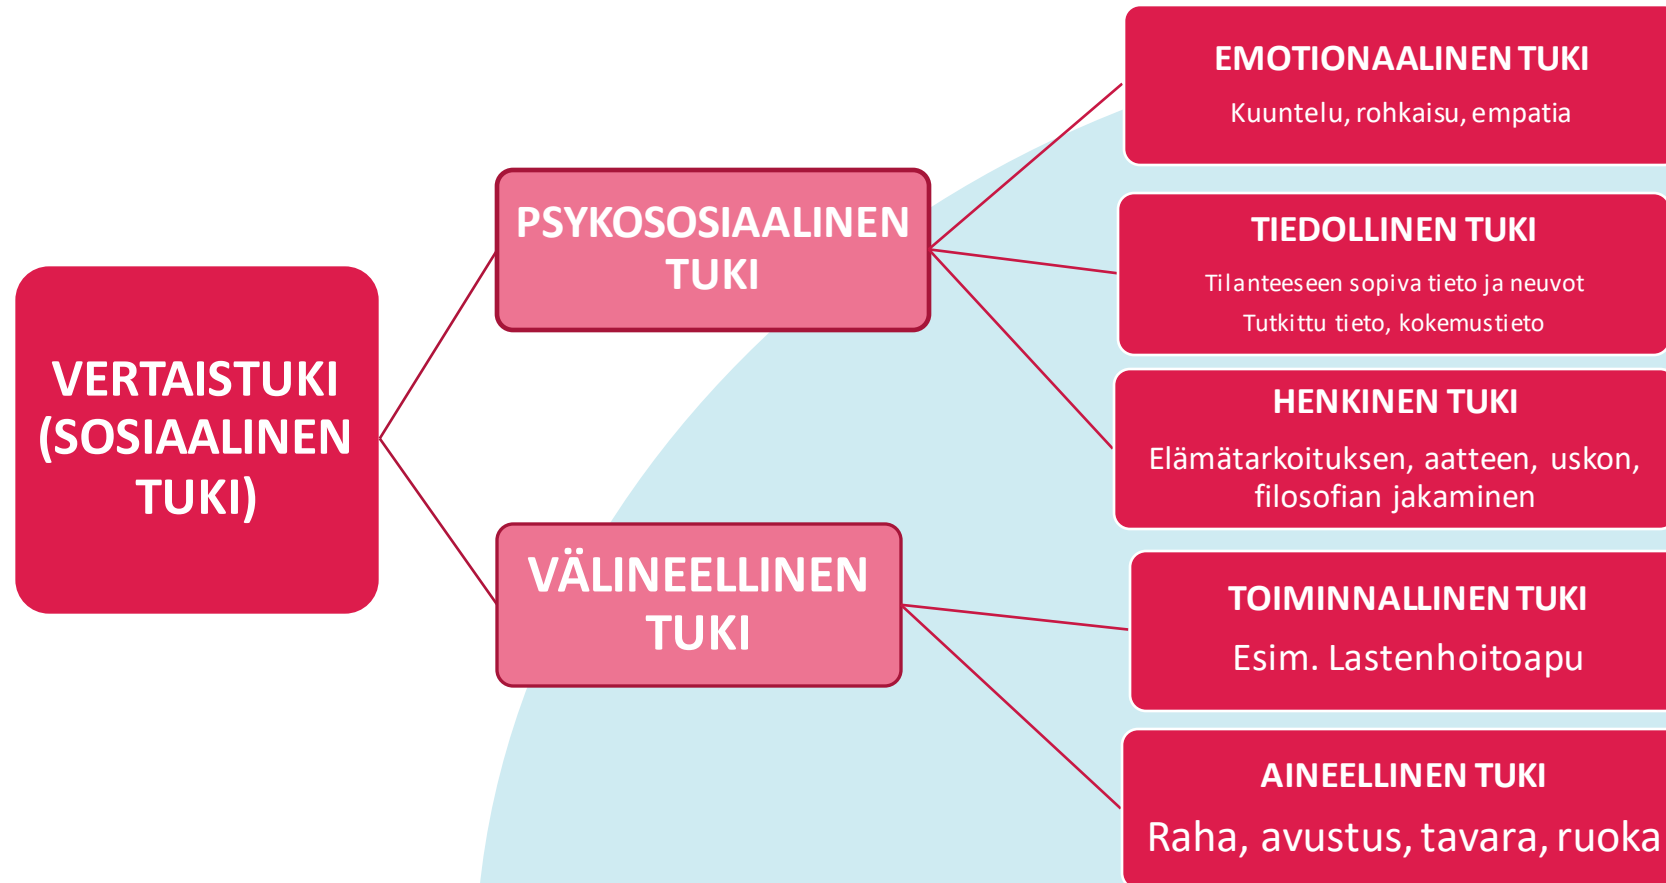 VERTAISTUKI
(SOSIAALINEN
TUKI)
PSYKOSOSIAALINEN
TUKI
VÄLINEELLINEN
TUKI
EMOTIONAALINEN TUKI
Kuuntelu, rohkaisu, empatia
TIEDOLLINEN TUKI
Tilanteeseen sopiva tieto ja neuvot
Tutkittu tieto, kokemustieto
HENKINEN TUKI
Elämätarkoituksen, aatteen, uskon,
filosofian jakaminen
TOIMINNALLINEN TUKI
Esim. Lastenhoitoapu
AINEELLINEN TUKI
Raha, avustus, tavara, ruoka